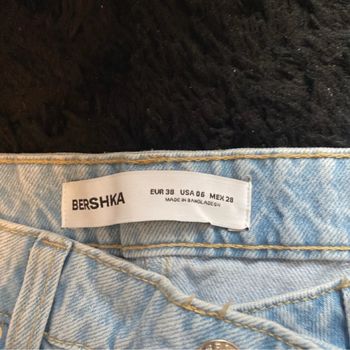 BERSHKA
EUR 38 USA 06 MEX 28
MADE IN BANGLADESH